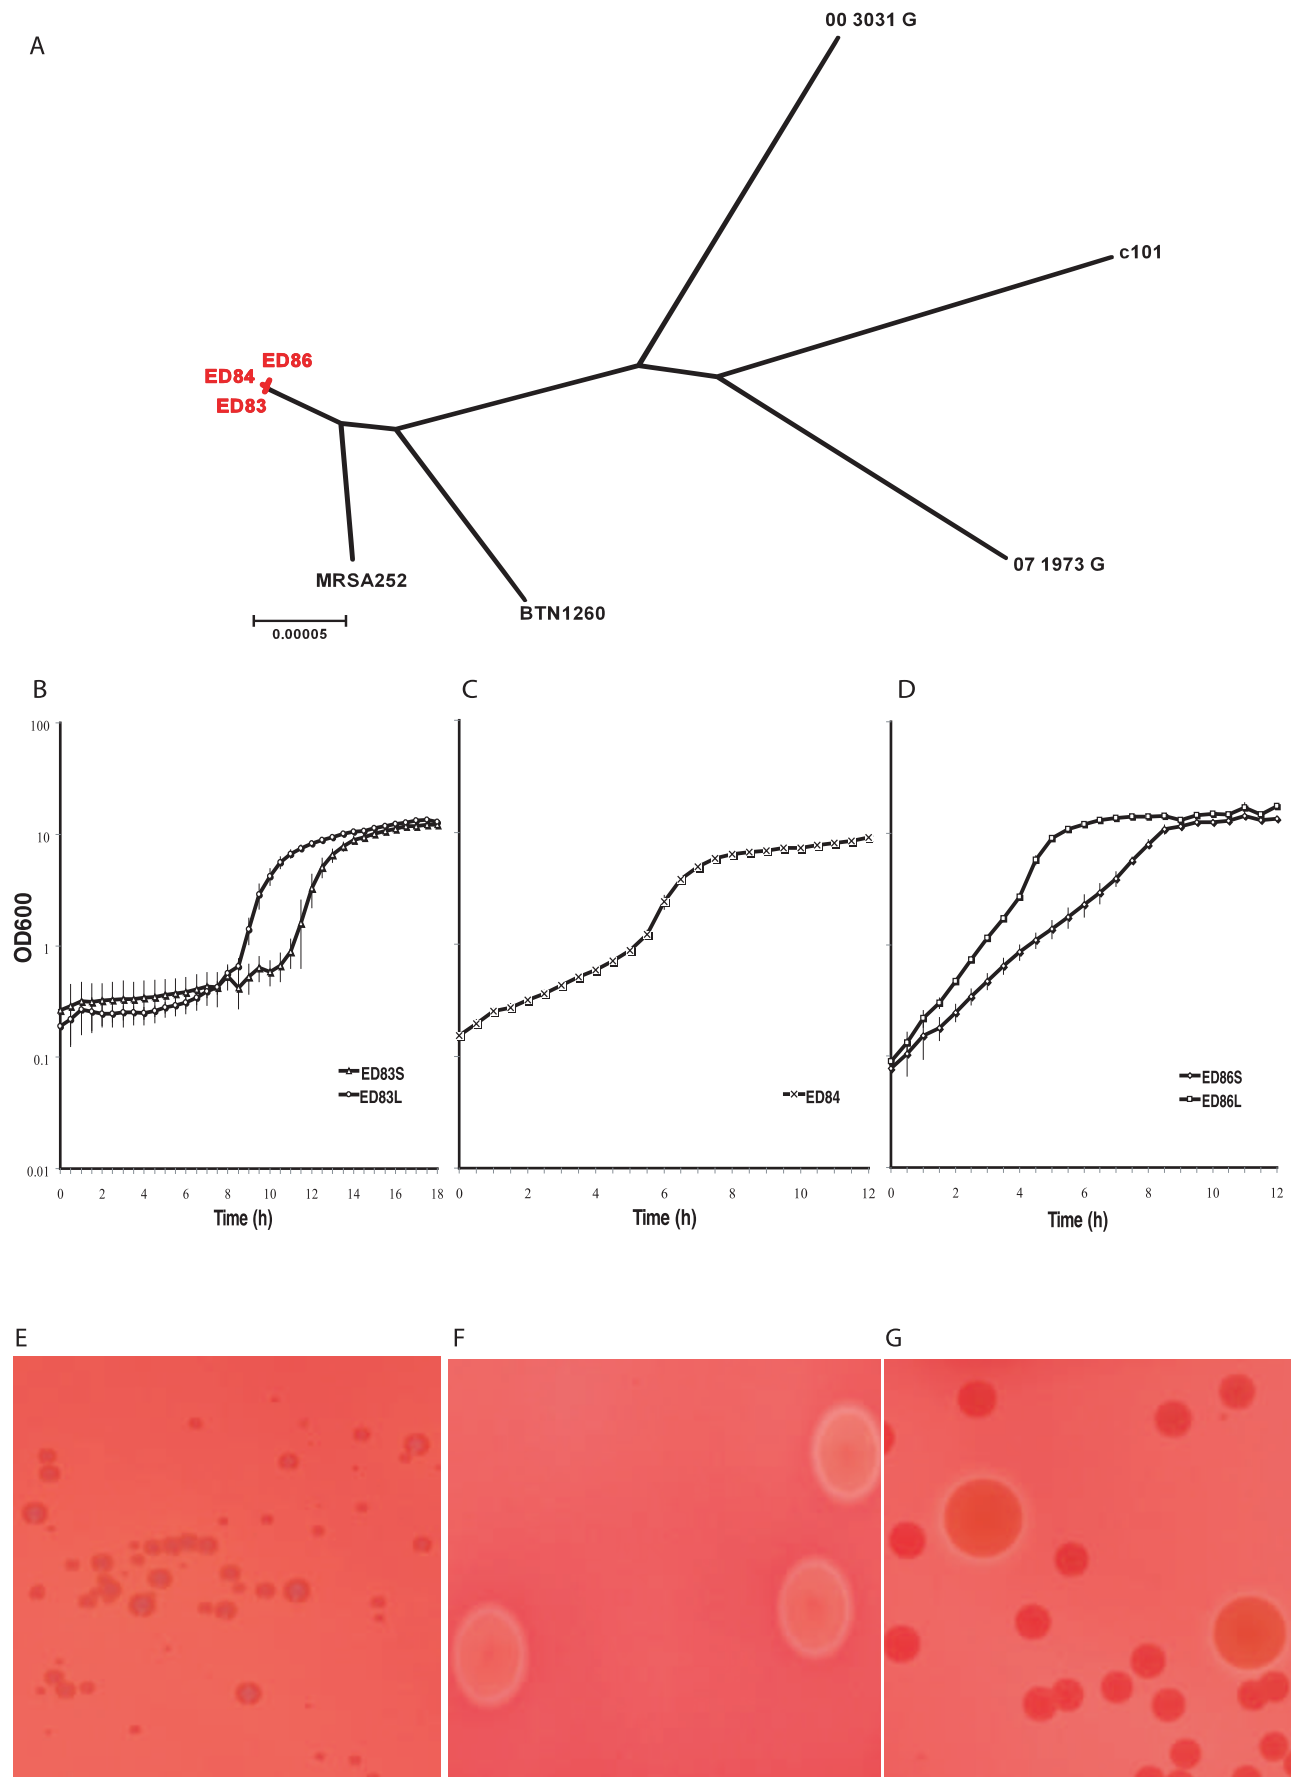 A
00 3031 G
c101
ED86
ED84
ED83
07 1973 G
MRSA252
BTN1260
0.00005
B
C
D
100
10
1
0.1
0.01
OD600
ED83S
ED83L
ED84
ED86S
ED86L
0 2 4 6 8 10 12 14 16 18
0 2 4 6 8 10 12
0 2 4 6 8 10 12
Time (h)
Time (h)
Time (h)
E
F
G